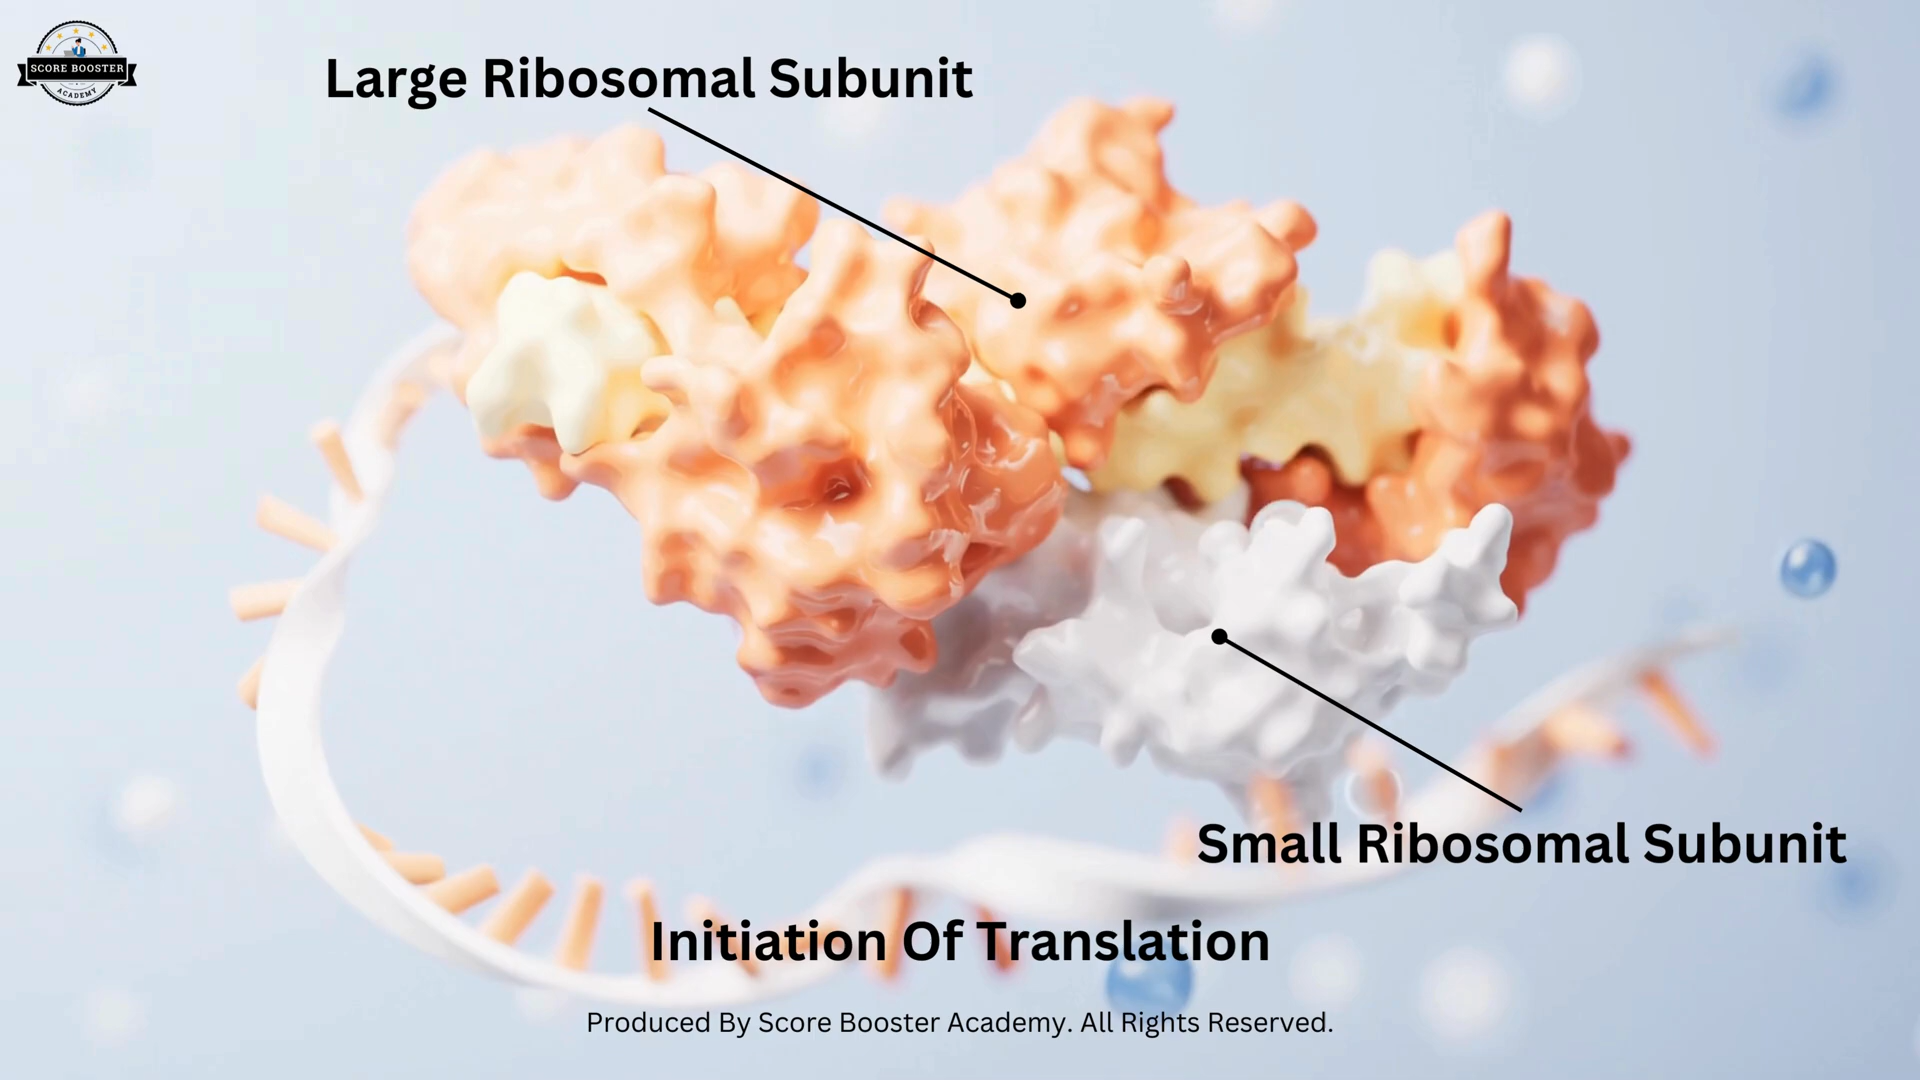 SCORE BOOSTER
ACADEMY
Large Ribosomal Subunit
Small Ribosomal Subunit
Initiation Of Translation
Produced By Score Booster Academy. All Rights Reserved.